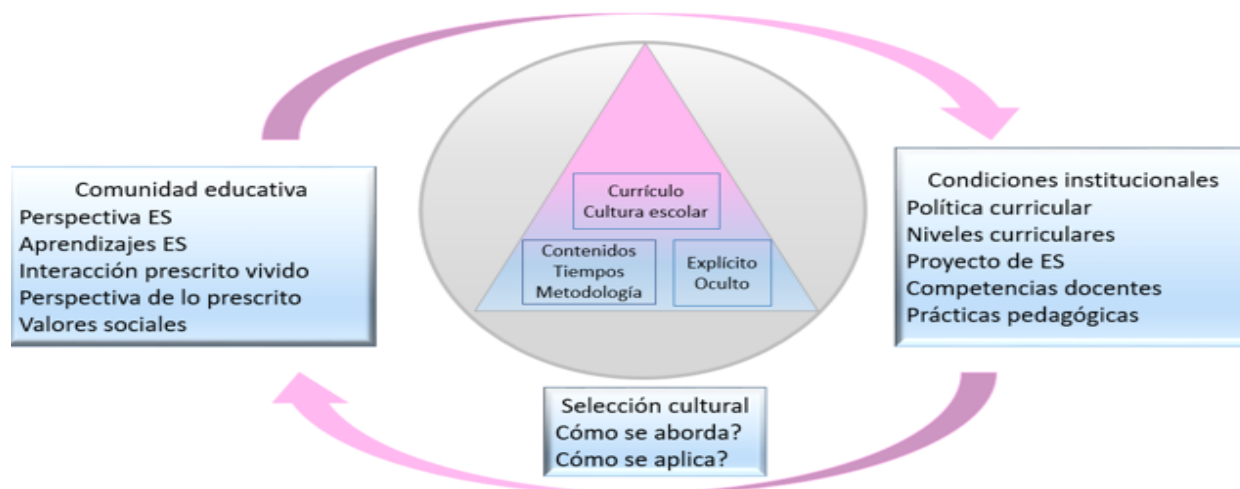 Comunidad educativa
Perspectiva ES
Aprendizajes ES
Interacción prescrito vivido
Perspectiva de lo prescrito
Valores sociales
Currículo
Cultura escolar
Contenidos
Tiempos
Metodología
Explícito
Oculto
Condiciones institucionales
Política curricular
Niveles curriculares
Proyecto de ES
Competencias docentes
Prácticas pedagógicas
Selección cultural
Cómo se aborda?
Cómo se aplica?